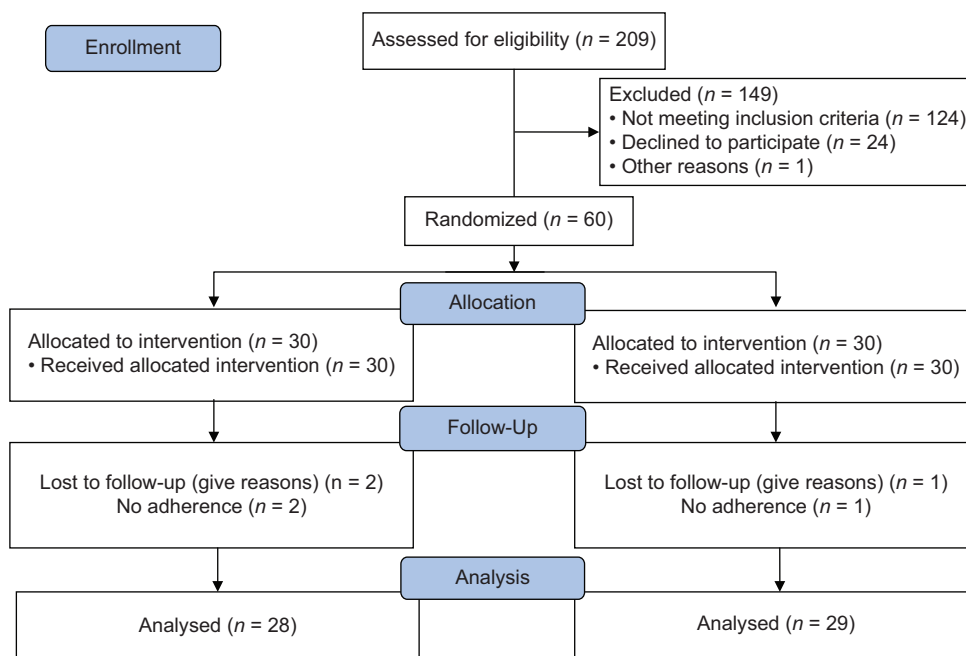 Enrollment
Assessed for eligibility (n = 209)
Excluded (n = 149)
• Not meeting inclusion criteria (n = 124)
• Declined to participate (n = 24)
• Other reasons (n = 1)
Randomized (n = 60)
Allocation
Allocated to intervention (n = 30)
• Received allocated intervention (n = 30)
Allocated to intervention (n = 30)
• Received allocated intervention (n = 30)
Follow-Up
Lost to follow-up (give reasons) (n = 2)
No adherence (n = 2)
Lost to follow-up (give reasons) (n = 1)
No adherence (n = 1)
Analysis
Analysed (n = 28)
Analysed (n = 29)